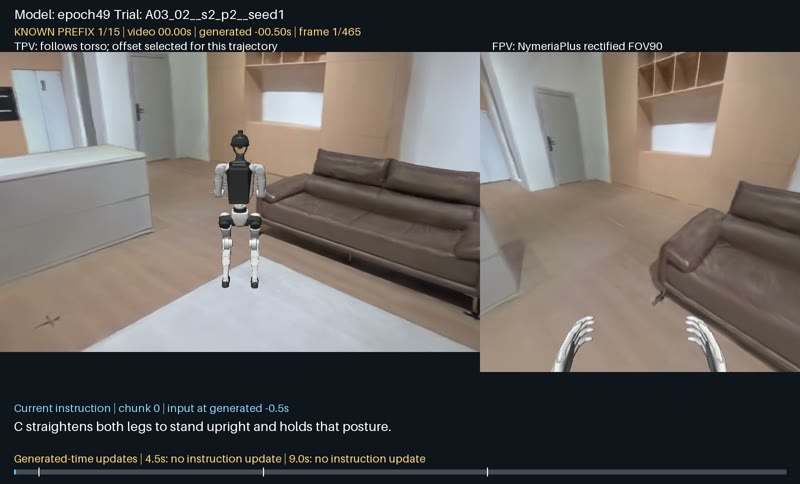 Model: epoch49 Trial: A03_02__s2_p2__seed1
KNOWN PREFIX 1/15 | video 00.00s | generated -00.50s | frame 1/465
TPV: follows torso; offset selected for this trajectory
FPV: NymeriaPlus rectified FOV90
Current instruction | chunk 0 | input at generated -0.5s
C straightens both legs to stand upright and holds that posture.
Generated-time updates | 4.5s: no instruction update | 9.0s: no instruction update